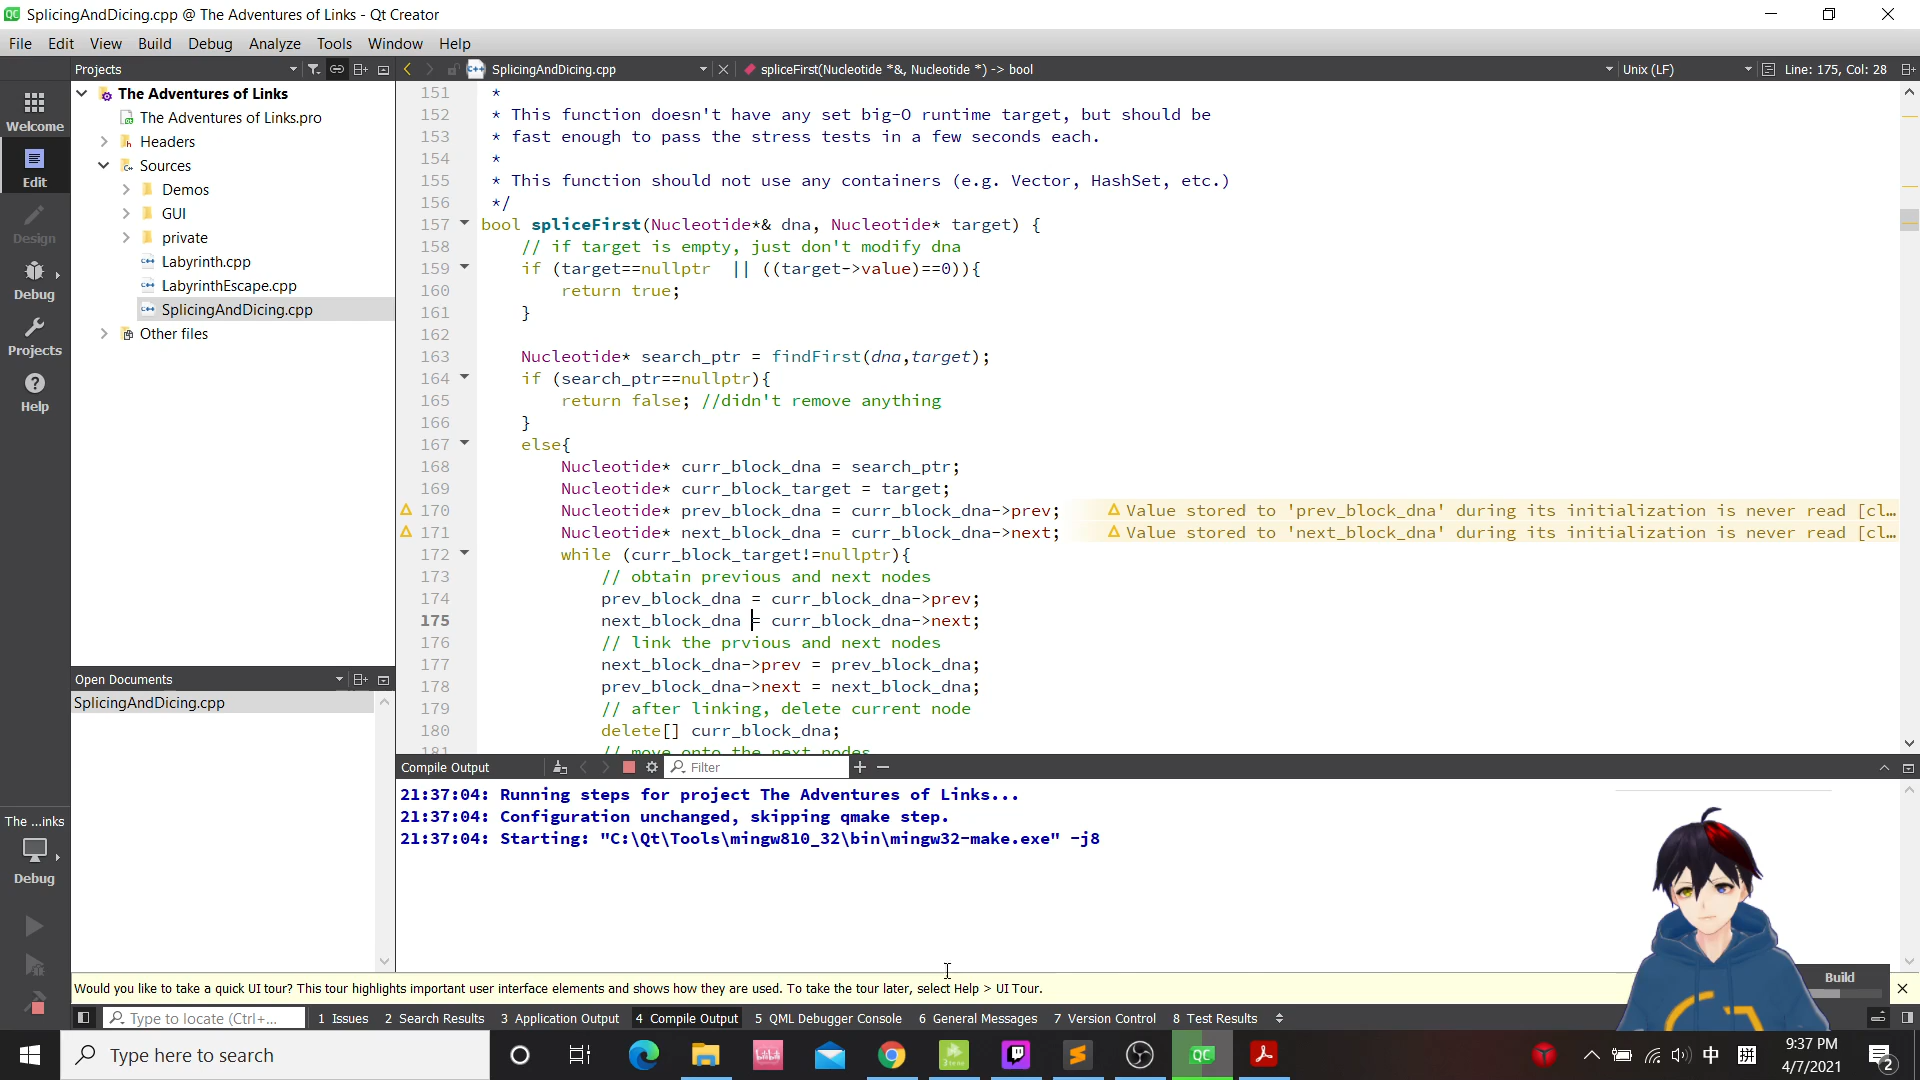 SplicingAndDicing.cpp @ The Adventures of Links - Qt Creator
File Edit View Build Debug Analyze Tools Window Help
Projects
SplicingAndDicing.cpp
spliceFirst(Nucleotide *&, Nucleotide *) -> bool
Unix (LF)
Line: 175, Col: 28
Welcome
Edit
Design
Debug
Projects
Help
The ...inks
Debug
The Adventures of Links
The Adventures of Links.pro
Headers
Sources
Demos
GUI
private
Labyrinth.cpp
LabyrinthEscape.cpp
SplicingAndDicing.cpp
Other files
Open Documents
SplicingAndDicing.cpp
151 *
152 * This function doesn't have any set big-O runtime target, but should be
153 * fast enough to pass the stress tests in a few seconds each.
154 *
155 * This function should not use any containers (e.g. Vector, HashSet, etc.)
156 */
157 bool spliceFirst(Nucleotide*& dna, Nucleotide* target) {
158 // if target is empty, just don't modify dna
159 if (target==nullptr || ((target->value)==0)){
160 return true;
161 }
162
163 Nucleotide* search_ptr = findFirst(dna,target);
164 if (search_ptr==nullptr){
165 return false; //didn't remove anything
166 }
167 else{
168 Nucleotide* curr_block_dna = search_ptr;
169 Nucleotide* curr_block_target = target;
170 Nucleotide* prev_block_dna = curr_block_dna->prev; Value stored to 'prev_block_dna' during its initialization is never read [cl...
171 Nucleotide* next_block_dna = curr_block_dna->next; Value stored to 'next_block_dna' during its initialization is never read [cl...
172 while (curr_block_target!=nullptr){
173 // obtain previous and next nodes
174 prev_block_dna = curr_block_dna->prev;
175 next_block_dna = curr_block_dna->next;
176 // link the prvious and next nodes
177 next_block_dna->prev = prev_block_dna;
178 prev_block_dna->next = next_block_dna;
179 // after linking, delete current node
180 delete[] curr_block_dna;
181 // move onto the next nodes
Compile Output
Filter
21:37:04: Running steps for project The Adventures of Links...
21:37:04: Configuration unchanged, skipping qmake step.
21:37:04: Starting: "C:\Qt\Tools\mingw810_32\bin\mingw32-make.exe" -j8
Build
Would you like to take a quick UI tour? This tour highlights important user interface elements and shows how they are used. To take the tour later, select Help > UI Tour.
Type to locate (Ctrl+...
1 Issues 2 Search Results 3 Application Output 4 Compile Output 5 QML Debugger Console 6 General Messages 7 Version Control 8 Test Results
Type here to search
QC
中
拼
9:37 PM
4/7/2021
2